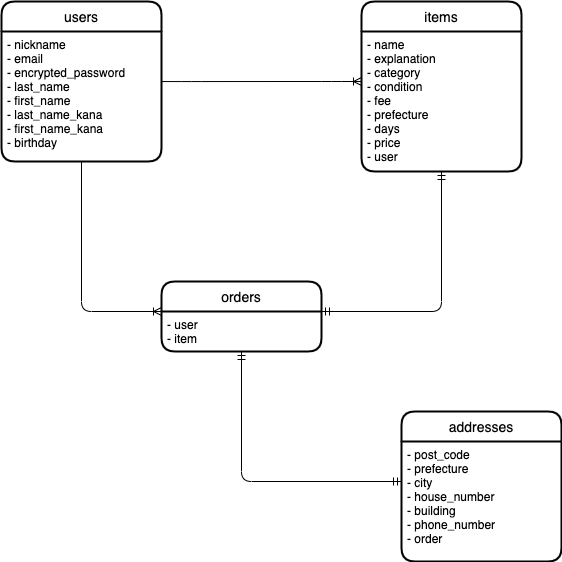 users
- nickname
- email
- encrypted_password
- last_name
- first_name
- last_name_kana
- first_name_kana
- birthday
items
- name
- explanation
- category
- condition
- fee
- prefecture
- days
- price
- user
orders
- user
- item
addresses
- post_code
- prefecture
- city
- house_number
- building
- phone_number
- order